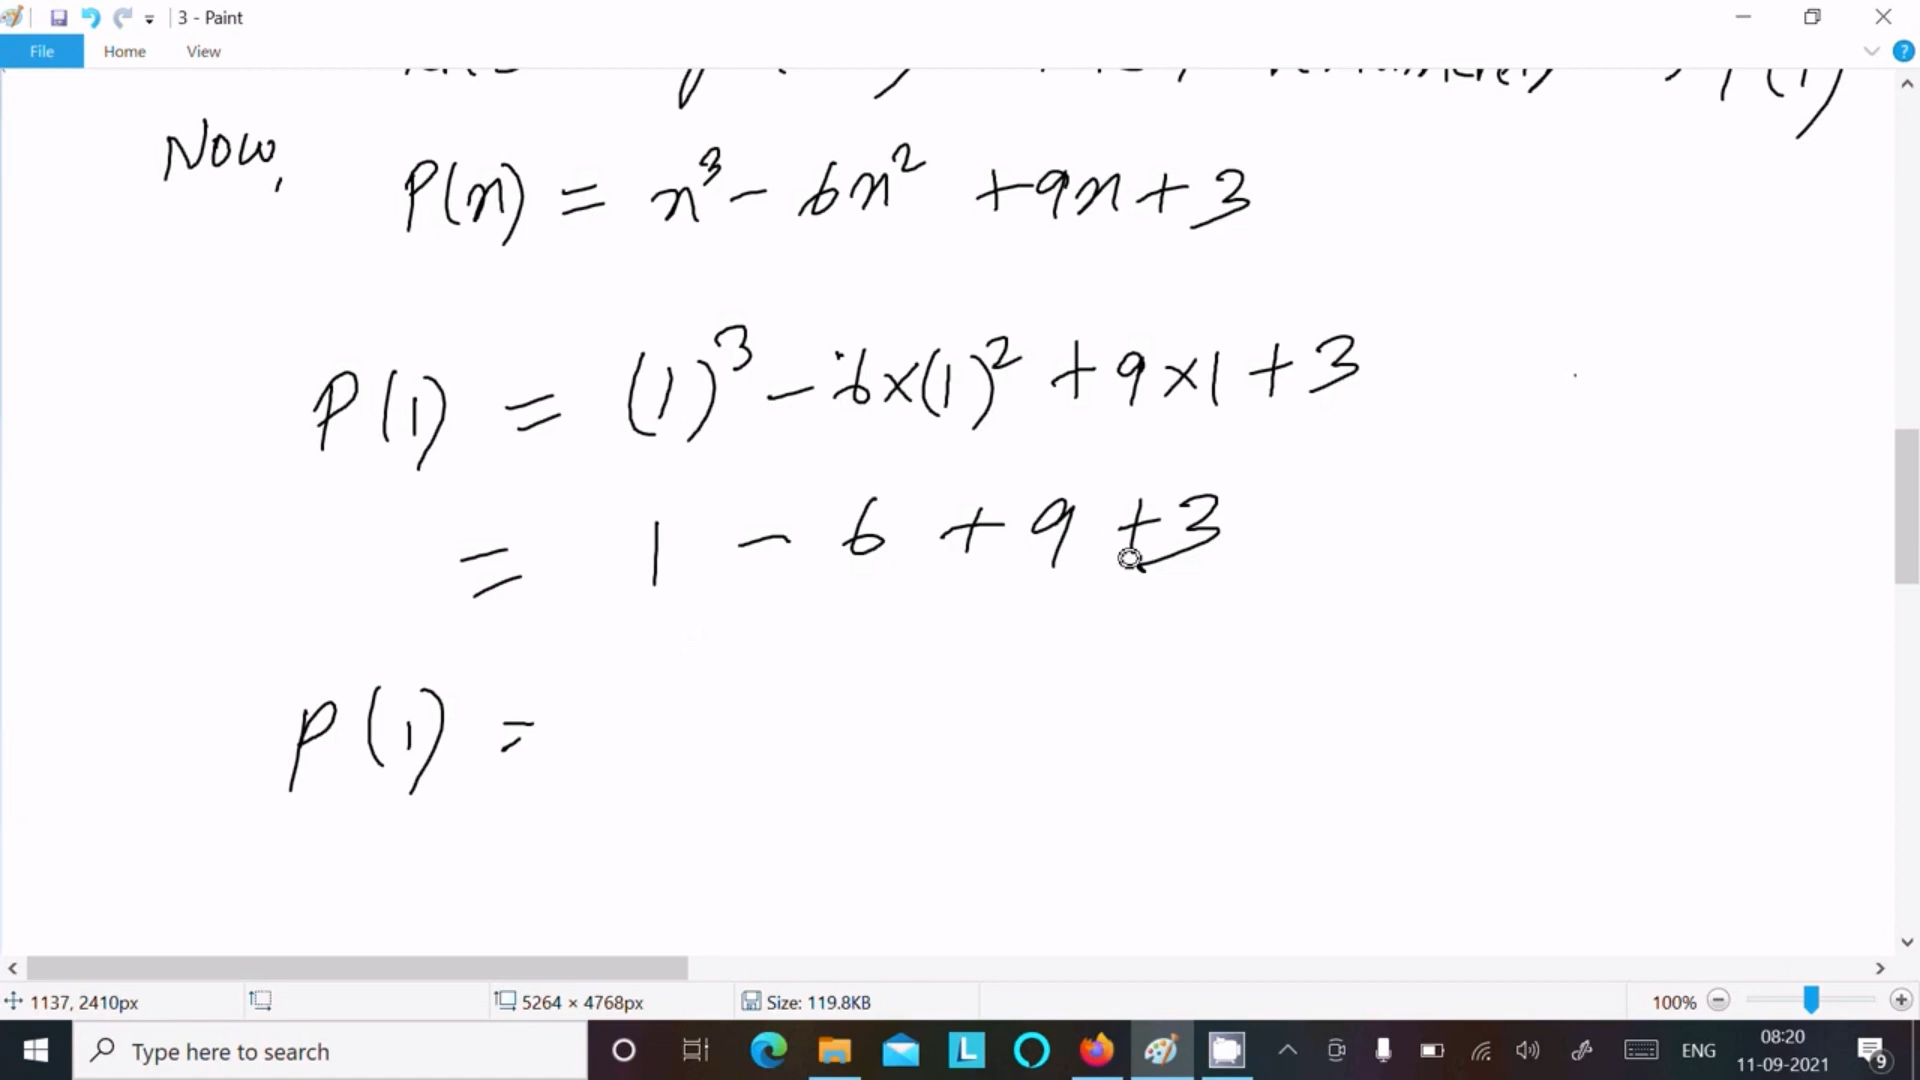 3 - Paint
File Home View
P(1)
Now,
P(x) = x³ - 6x² + 9x + 3
P(1) = (1)³ - 6×(1)² + 9×1 + 3
= 1 - 6 + 9 + 3
P(1) =
1137, 2410px 5264 × 4768px Size: 119.8KB 100%
Type here to search L ENG 08:20
11-09-2021 9